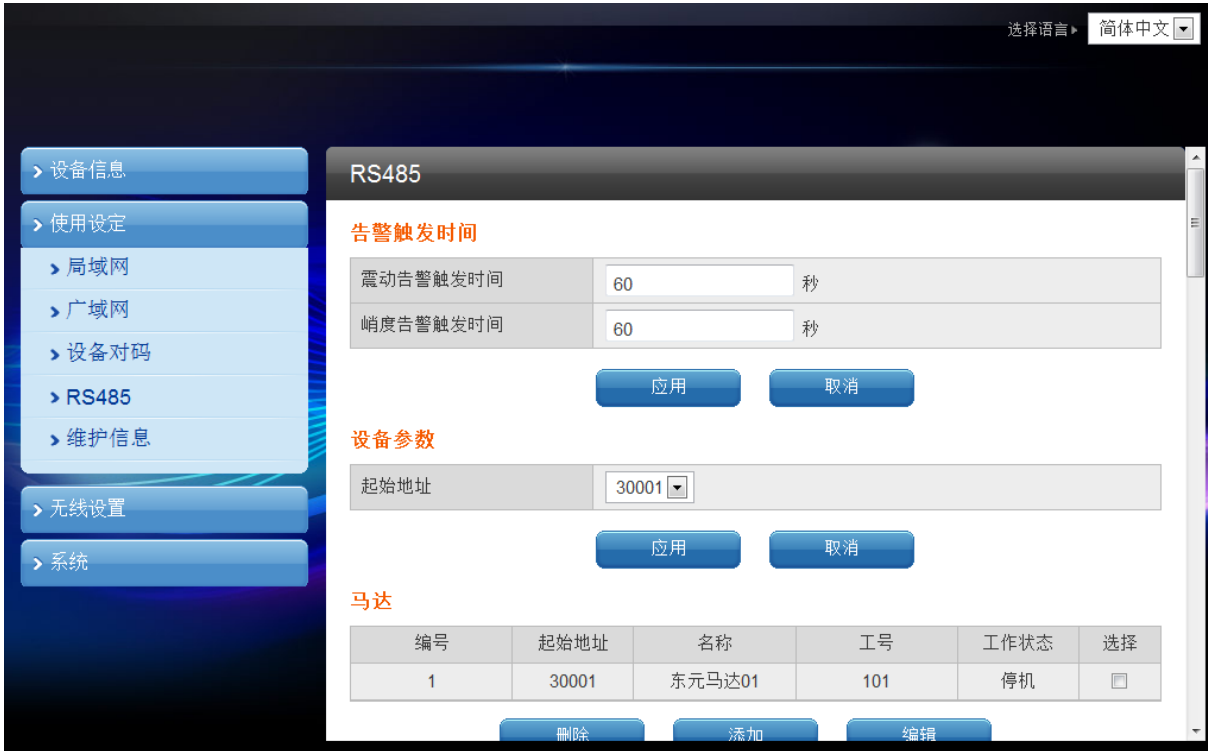 选择语言 简体中文
设备信息
使用设定
局域网
广域网
设备对码
RS485
维护信息
无线设置
系统
RS485
告警触发时间
震动告警触发时间 60 秒
峭度告警触发时间 60 秒
应用 取消
设备参数
起始地址 30001
应用 取消
马达
编号 起始地址 名称 工号 工作状态 选择
1 30001 东元马达01 101 停机
删除 添加 编辑